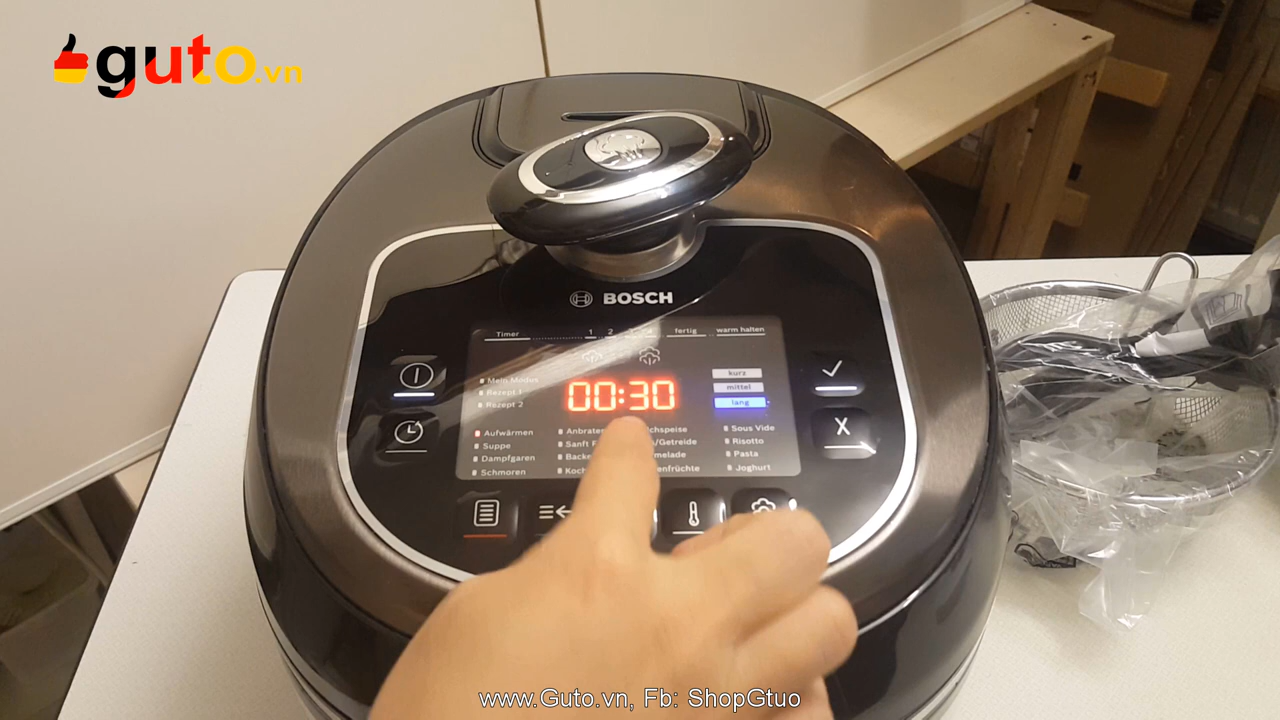 guto.vn
BOSCH
Timer 1 2 fertig warm halten
kurz
Mein Modus
00:30
mittel
Rezept 1
Rezept 2
lang
Aufwärmen
Suppe
Dampfgaren
Schmoren
Sous Vide
Risotto
Pasta
Joghurt
X
www.Guto.vn, Fb: ShopGtuo